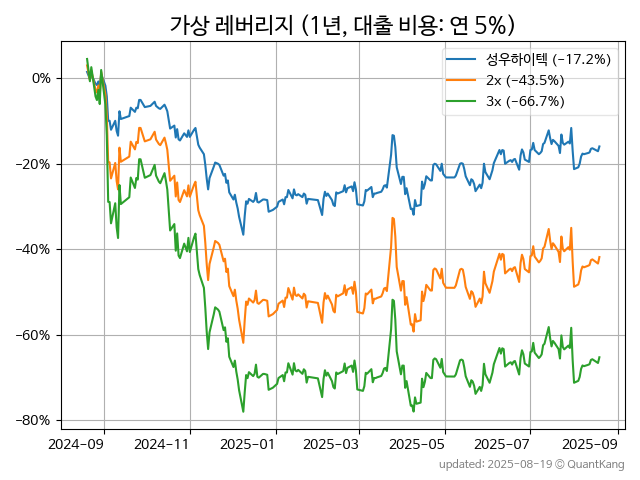 가상 레버리지 (1년, 대출 비용: 연 5%)
성우하이텍 (-17.2%)
2x (-43.5%)
3x (-66.7%)
0%
−20%
−40%
−60%
−80%
2024-09 2024-11 2025-01 2025-03 2025-05 2025-07 2025-09
updated: 2025-08-19 © QuantKang